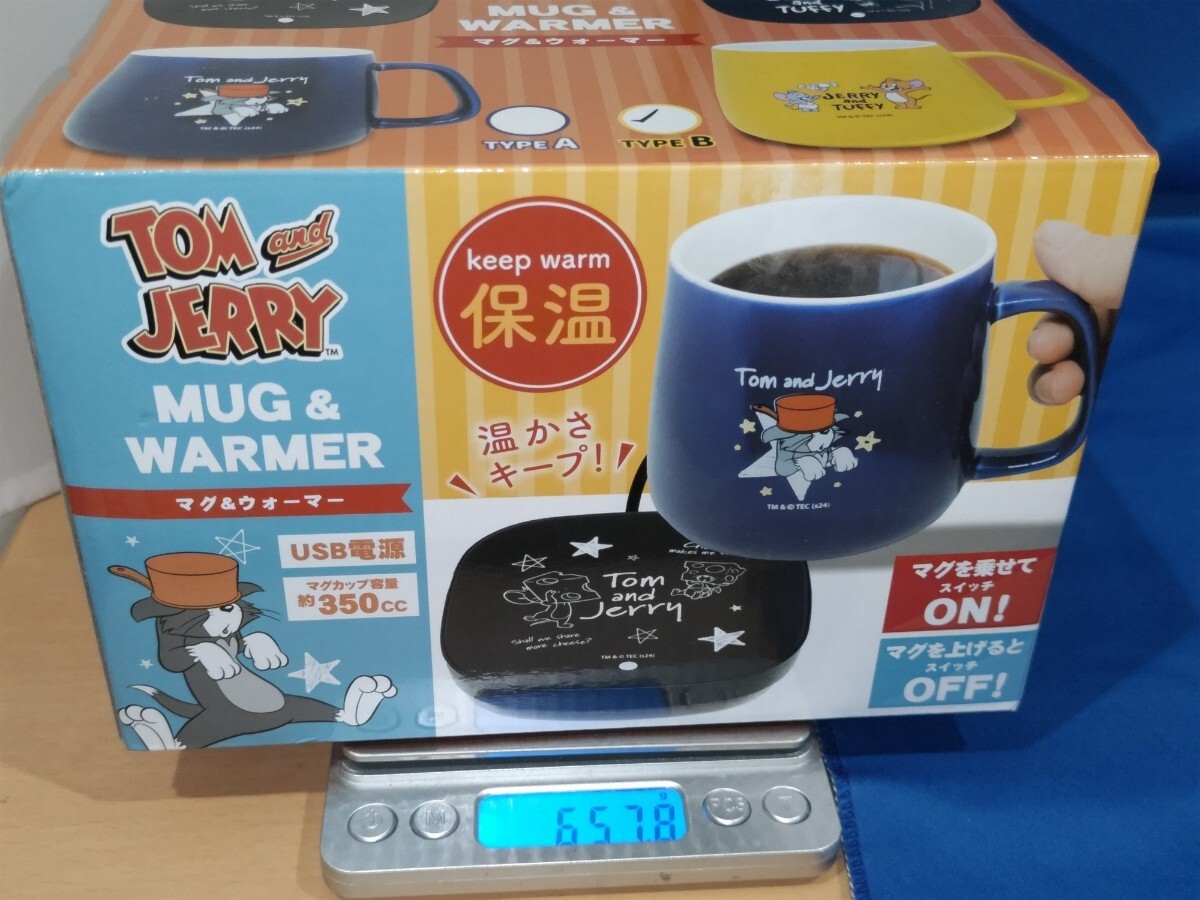 MUG &
WARMER
マグ&ウォーマー
TUFFY
Tom and Jerry
TM & © TEC (s24)
TYPE A
TYPE B
JERRY
and
TUFFY
TOM and
JERRY
TM
MUG &
WARMER
マグ&ウォーマー
USB電源
マグカップ容量
約350cc
keep warm
保温
温かさ
キープ!
Tom and Jerry
TM & © TEC (s24)
Tom
and
Jerry
makes me
Shall we share
more cheese?
TM & © TEC (s24)
マグを乗せて
スイッチ
ON!
マグを上げると
スイッチ
OFF!
M
657.8
g
PCS
T